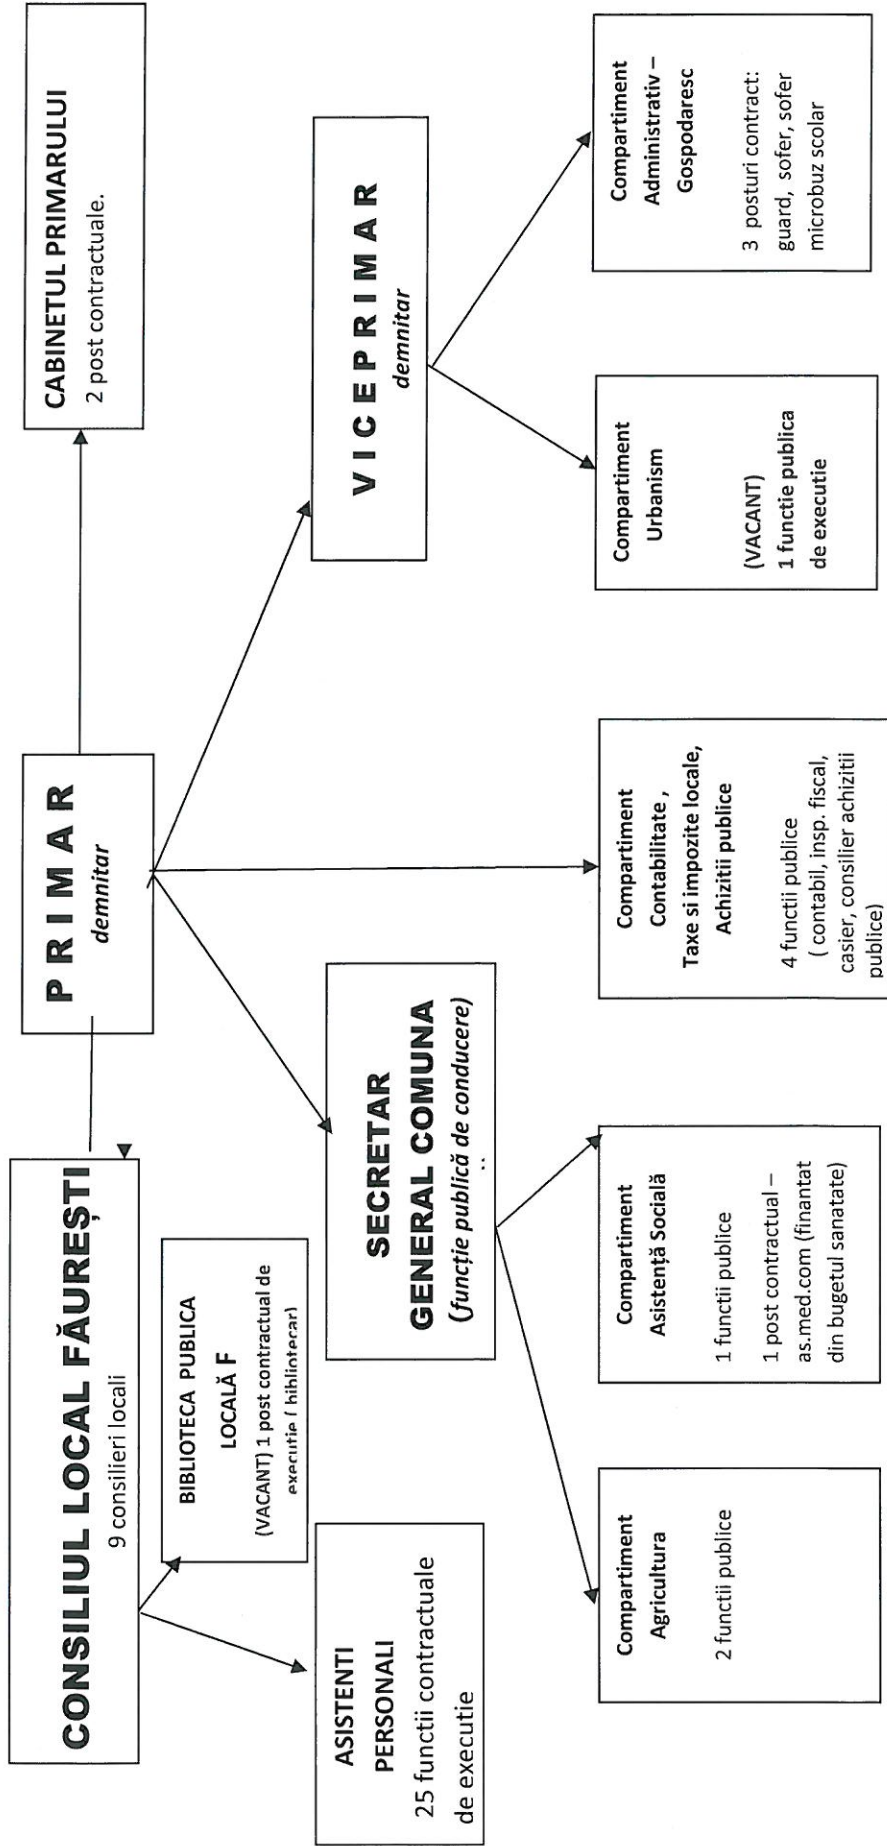 CONSILIUL LOCAL FĂUREȘTI
9 consilieri locali
PRIMAR
demnitar
CABINETUL PRIMARULUI
2 post contractuale.
BIBLIOTECA PUBLICA
LOCALĂ F
(VACANT) 1 post contractual de
executie ( bibliotecar)
ASISTENTI
PERSONALI
25 functii contractuale
de executie
SECRETAR
GENERAL COMUNA
(funcție publică de conducere)
..
VICEPRIMAR
demnitar
Compartiment
Agricultura
2 functii publice
Compartiment
Asistență Socială
1 functii publice
1 post contractual –
as.med.com (finantat
din bugetul sanatate)
Compartiment
Contabilitate ,
Taxe si impozite locale,
Achizitii publice
4 functii publice
( contabil, insp. fiscal,
casier, consilier achizitii
publice)
Compartiment
Urbanism
(VACANT)
1 functie publica
de executie
Compartiment
Administrativ –
Gospodaresc
3 posturi contract:
guard, sofer, sofer
microbuz scolar